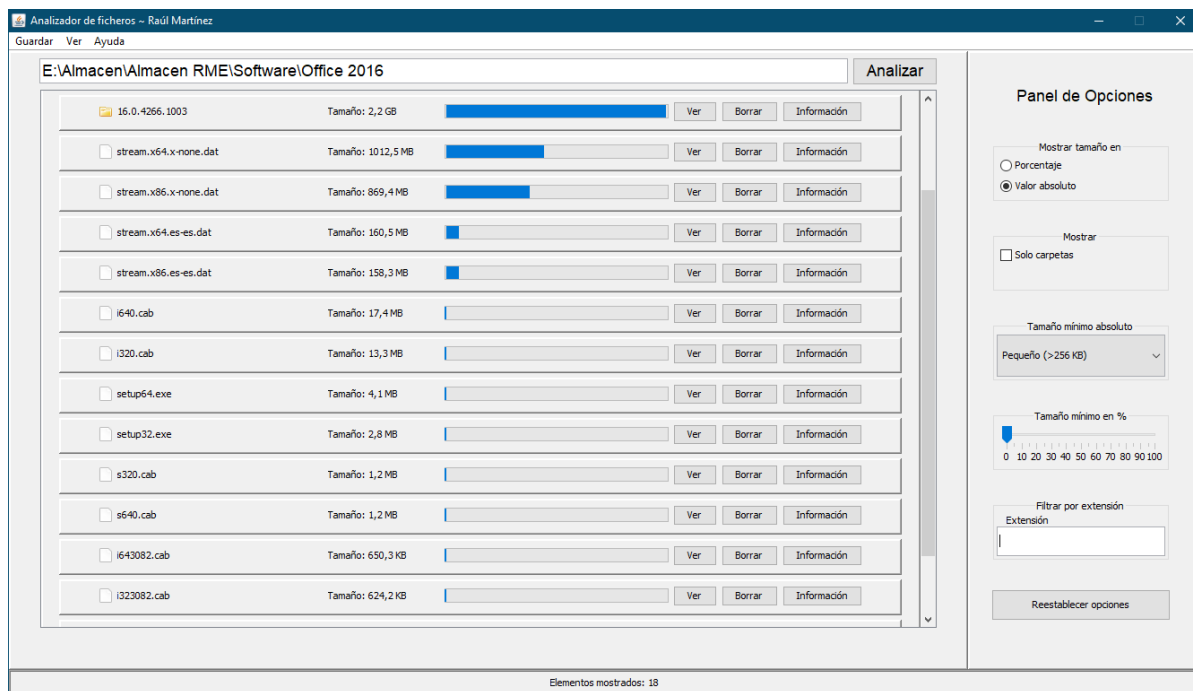 Analizador de ficheros ~ Raúl Martínez
Guardar Ver Ayuda
E:\Almacen\Almacen RME\Software\Office 2016 Analizar
16.0.4266.1003 Tamaño: 2,2 GB Ver Borrar Información
stream.x64.x-none.dat Tamaño: 1012,5 MB Ver Borrar Información
stream.x86.x-none.dat Tamaño: 869,4 MB Ver Borrar Información
stream.x64.es-es.dat Tamaño: 160,5 MB Ver Borrar Información
stream.x86.es-es.dat Tamaño: 158,3 MB Ver Borrar Información
i640.cab Tamaño: 17,4 MB Ver Borrar Información
i320.cab Tamaño: 13,3 MB Ver Borrar Información
setup64.exe Tamaño: 4,1 MB Ver Borrar Información
setup32.exe Tamaño: 2,8 MB Ver Borrar Información
s320.cab Tamaño: 1,2 MB Ver Borrar Información
s640.cab Tamaño: 1,2 MB Ver Borrar Información
i643082.cab Tamaño: 650,3 KB Ver Borrar Información
i323082.cab Tamaño: 624,2 KB Ver Borrar Información
Panel de Opciones
Mostrar tamaño en
Porcentaje
Valor absoluto
Mostrar
Solo carpetas
Tamaño mínimo absoluto
Pequeño (>256 KB)
Tamaño mínimo en %
0 10 20 30 40 50 60 70 80 90 100
Filtrar por extensión
Extensión
Reestablecer opciones
Elementos mostrados: 18